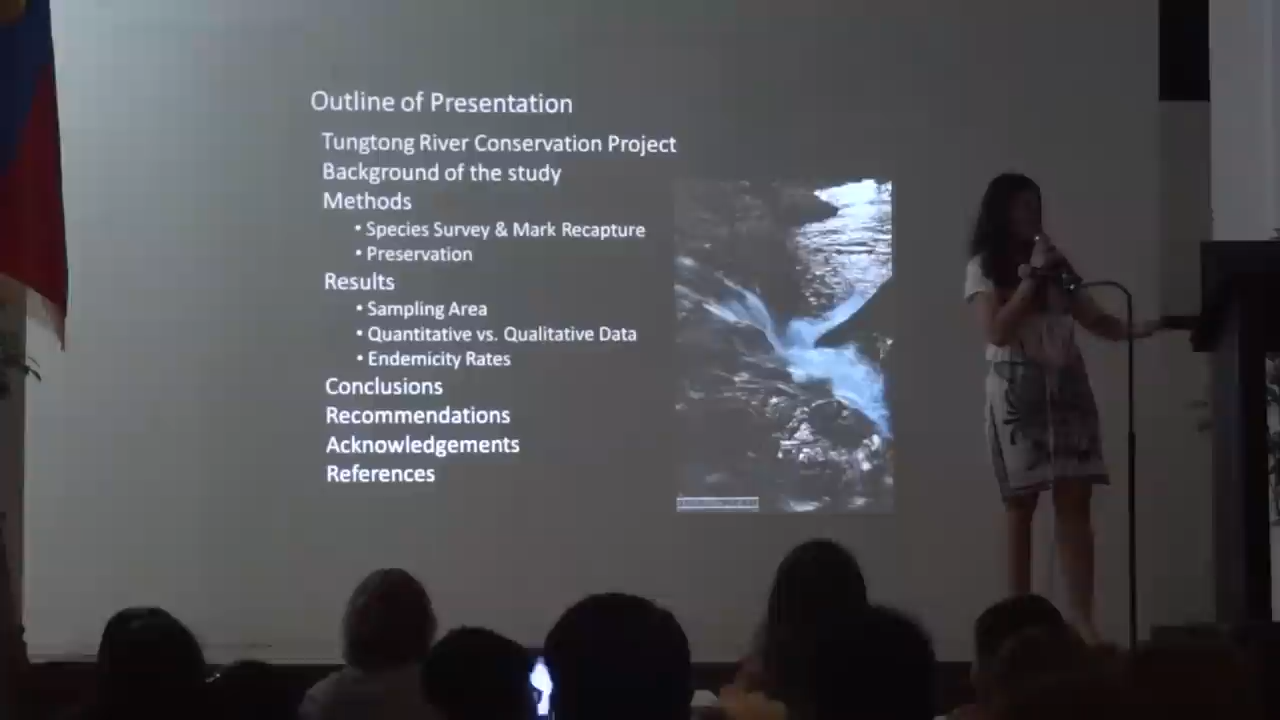 Outline of Presentation
Tungtong River Conservation Project
Background of the study
Methods
• Species Survey & Mark Recapture
• Preservation
Results
• Sampling Area
• Quantitative vs. Qualitative Data
• Endemicity Rates
Conclusions
Recommendations
Acknowledgements
References